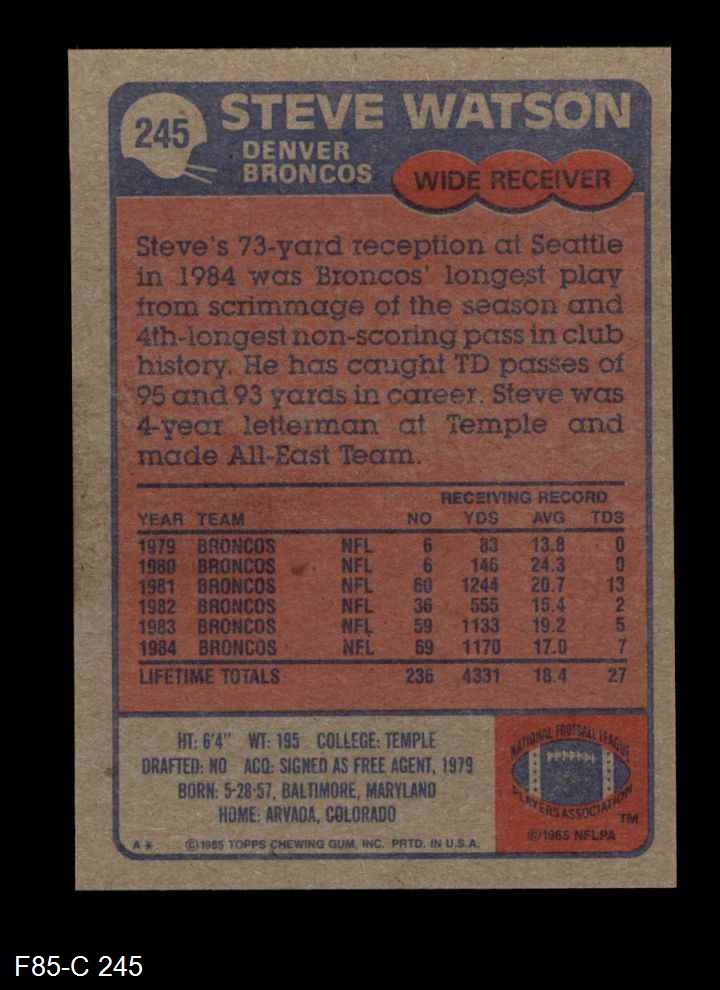 245
STEVE WATSON
DENVER
BRONCOS
WIDE RECEIVER
Steve's 73-yard reception at Seattle
in 1984 was Broncos' longest play
from scrimmage of the season and
4th-longest non-scoring pass in club
history. He has caught TD passes of
95 and 93 yards in career. Steve was
4-year letterman at Temple and
made All-East Team.
RECEIVING RECORD
YEAR TEAM NO YDS AVG TDS
1979 BRONCOS NFL 6 83 13.8 0
1980 BRONCOS NFL 6 146 24.3 0
1981 BRONCOS NFL 60 1244 20.7 13
1982 BRONCOS NFL 36 555 15.4 2
1983 BRONCOS NFL 59 1133 19.2 5
1984 BRONCOS NFL 69 1170 17.0 7
LIFETIME TOTALS 236 4331 18.4 27
HT: 6'4" WT: 195 COLLEGE: TEMPLE
DRAFTED: NO ACQ: SIGNED AS FREE AGENT, 1979
BORN: 5-28-57, BALTIMORE, MARYLAND
HOME: ARVADA, COLORADO
A* ©1985 TOPPS CHEWING GUM, INC. PRTD. IN U.S.A.
NATIONAL FOOTBALL LEAGUE
PLAYERS ASSOCIATION
TM
©1985 NFLPA
F85-C 245